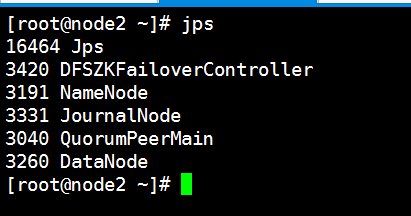 [root@node2 ~]# jps
16464 Jps
3420 DFSZKFailoverController
3191 NameNode
3331 JournalNode
3040 QuorumPeerMain
3260 DataNode
[root@node2 ~]#